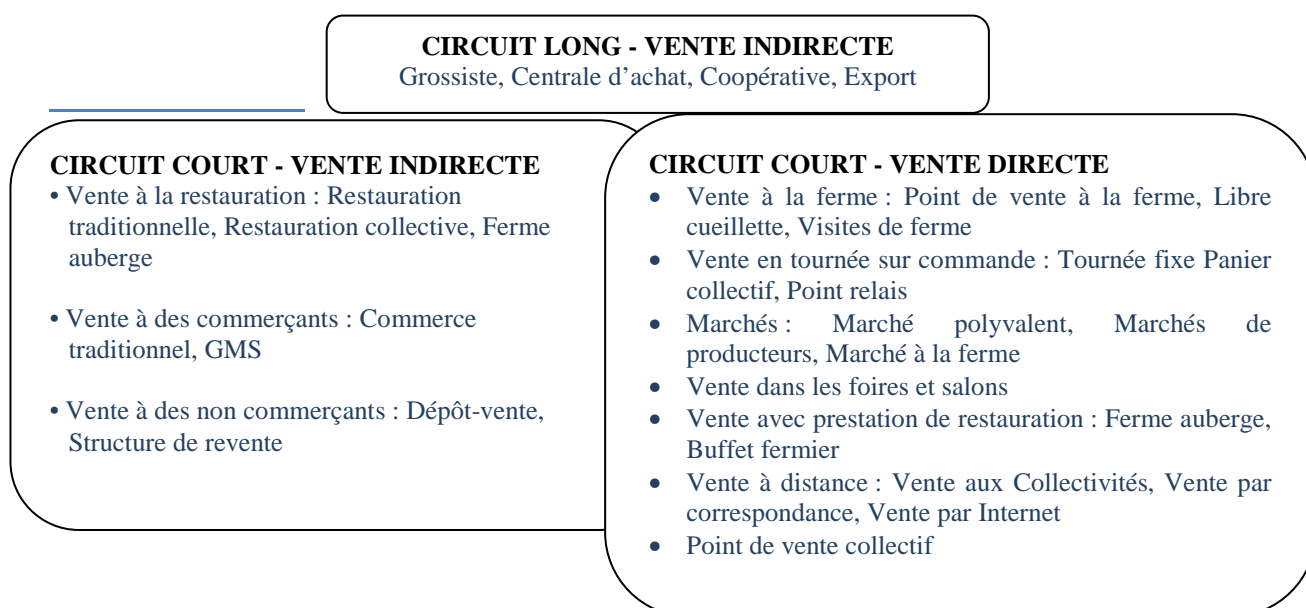 CIRCUIT LONG - VENTE INDIRECTE
Grossiste, Centrale d’achat, Coopérative, Export
CIRCUIT COURT - VENTE INDIRECTE
• Vente à la restauration : Restauration
traditionnelle, Restauration collective, Ferme
auberge
• Vente à des commerçants : Commerce
traditionnel, GMS
• Vente à des non commerçants : Dépôt-vente,
Structure de revente
CIRCUIT COURT - VENTE DIRECTE
• Vente à la ferme : Point de vente à la ferme, Libre
cueillette, Visites de ferme
• Vente en tournée sur commande : Tournée fixe Panier
collectif, Point relais
• Marchés : Marché polyvalent, Marchés de
producteurs, Marché à la ferme
• Vente dans les foires et salons
• Vente avec prestation de restauration : Ferme auberge,
Buffet fermier
• Vente à distance : Vente aux Collectivités, Vente par
correspondance, Vente par Internet
• Point de vente collectif